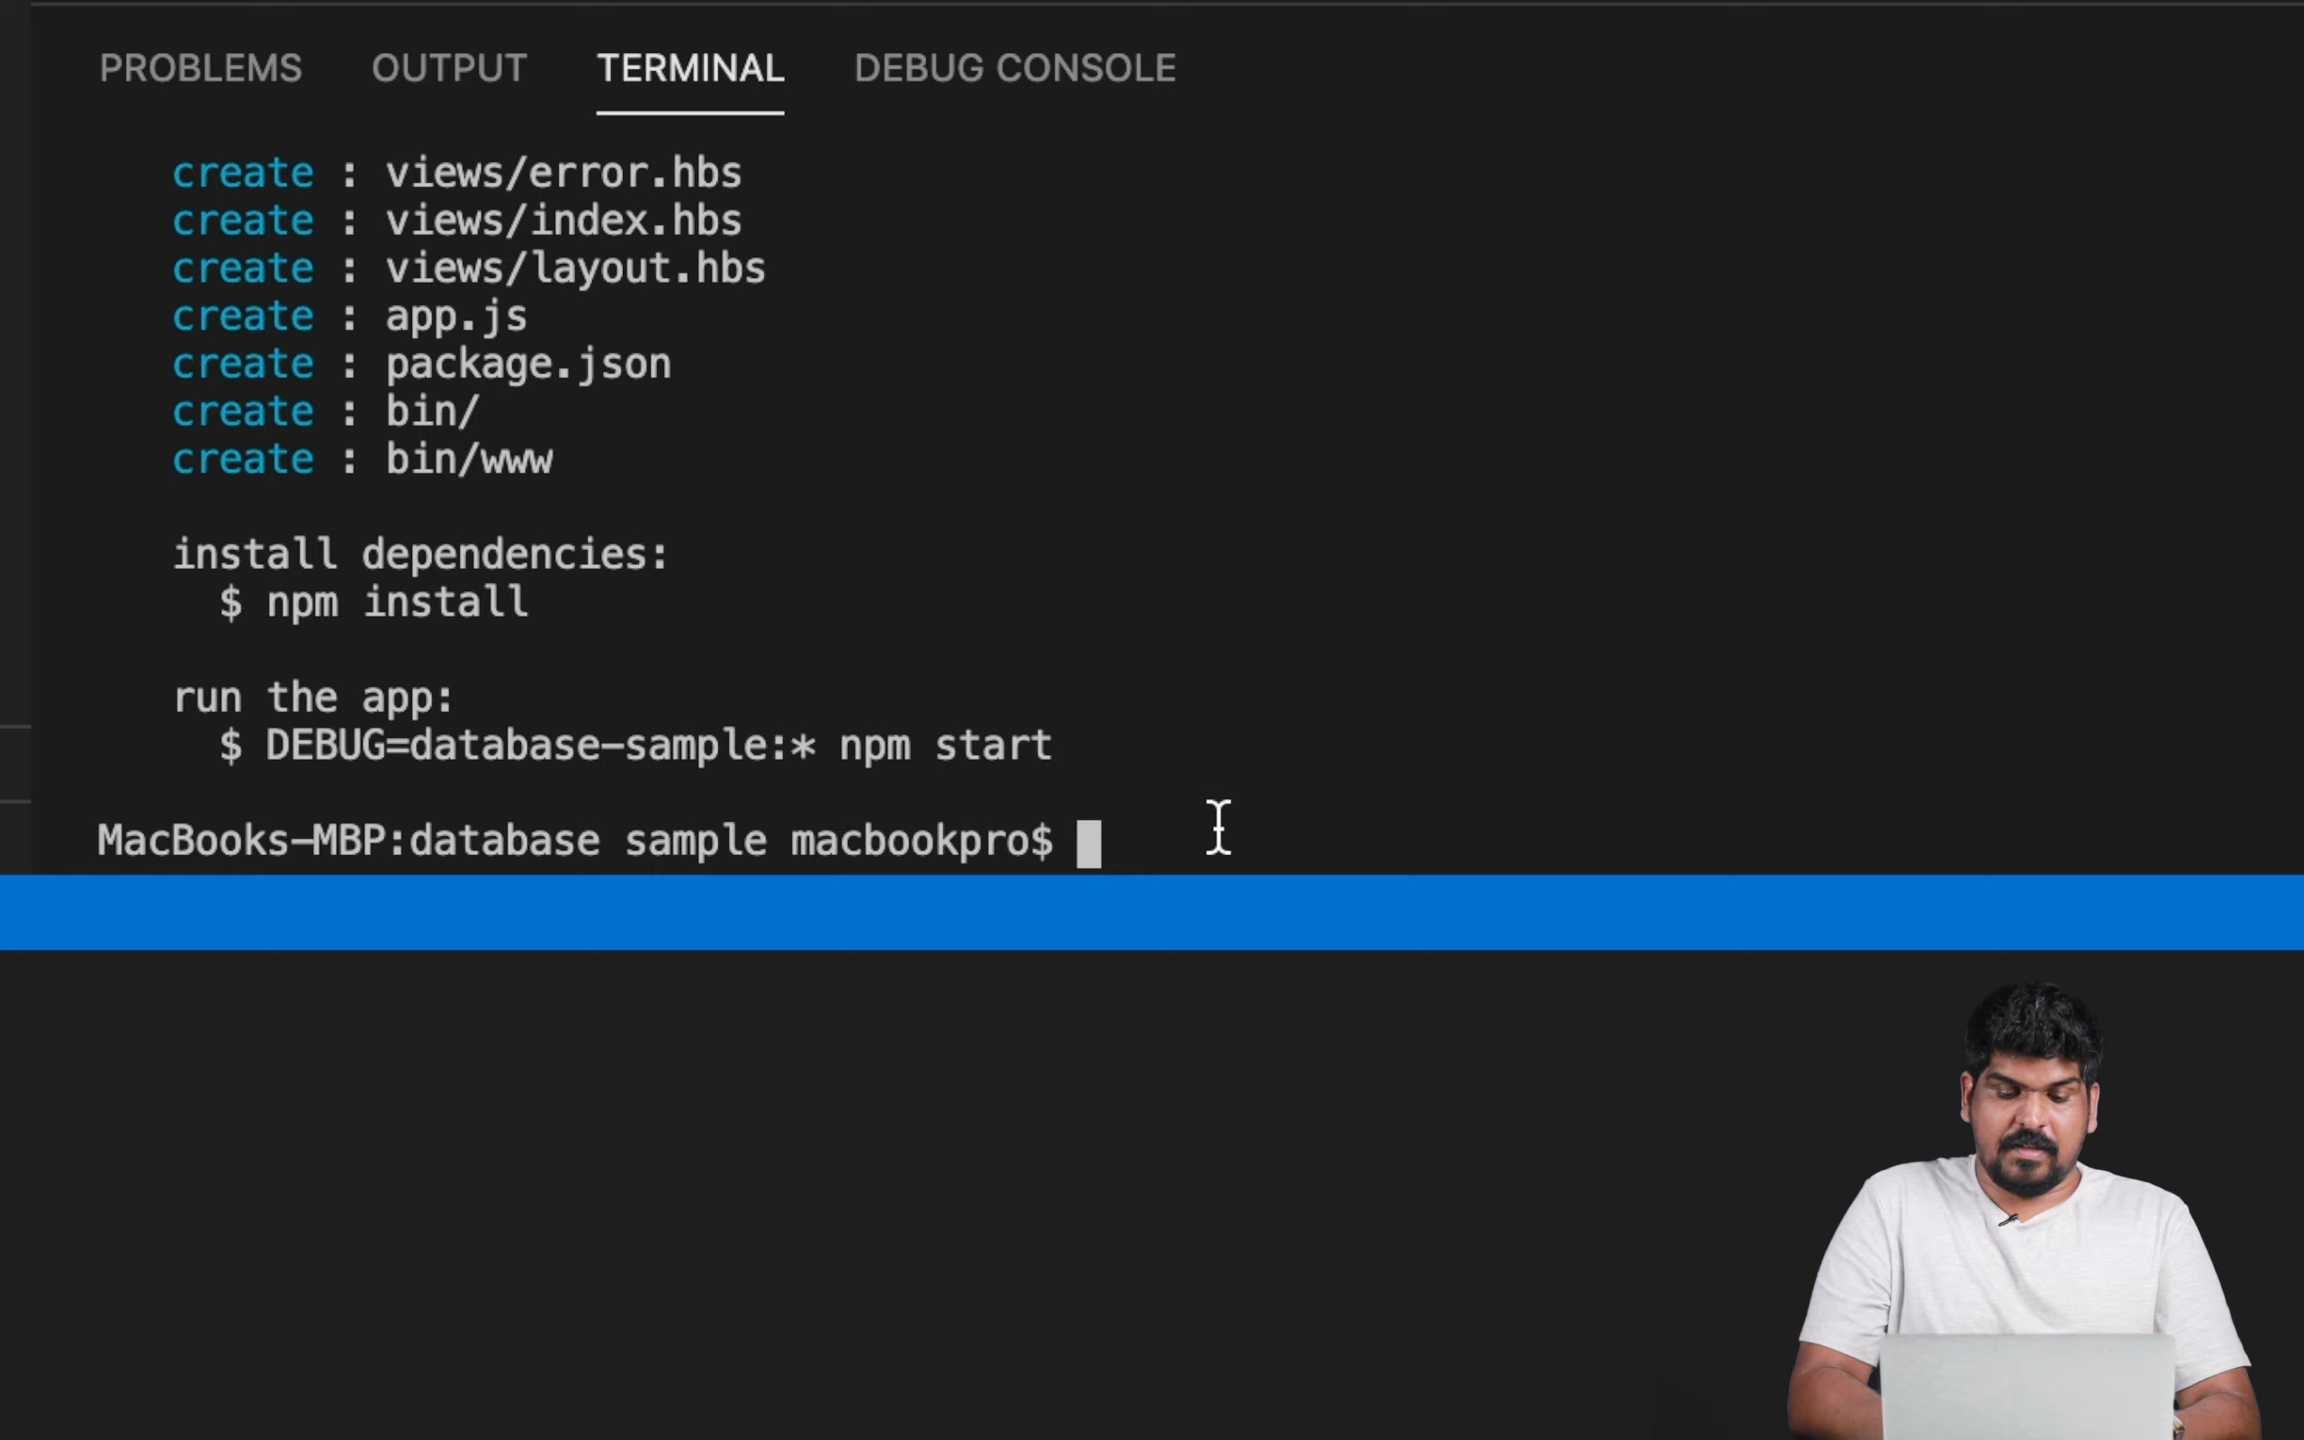 PROBLEMS OUTPUT TERMINAL DEBUG CONSOLE
create : views/error.hbs
create : views/index.hbs
create : views/layout.hbs
create : app.js
create : package.json
create : bin/
create : bin/www
install dependencies:
$ npm install
run the app:
$ DEBUG=database-sample:* npm start
MacBooks-MBP:database sample macbookpro$